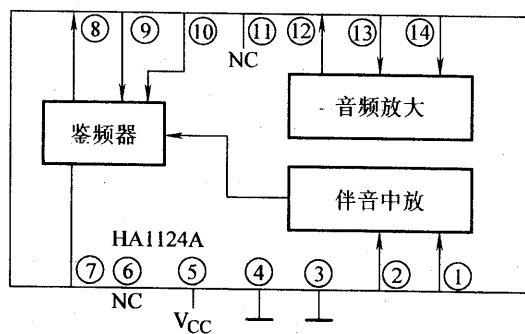 ⑧ ⑨ ⑩ ⑪ ⑫ ⑬ ⑭
NC
鉴频器
音频放大
伴音中放
HA1124A
⑦ ⑥ ⑤ ④ ③ ② ①
NC
VCC